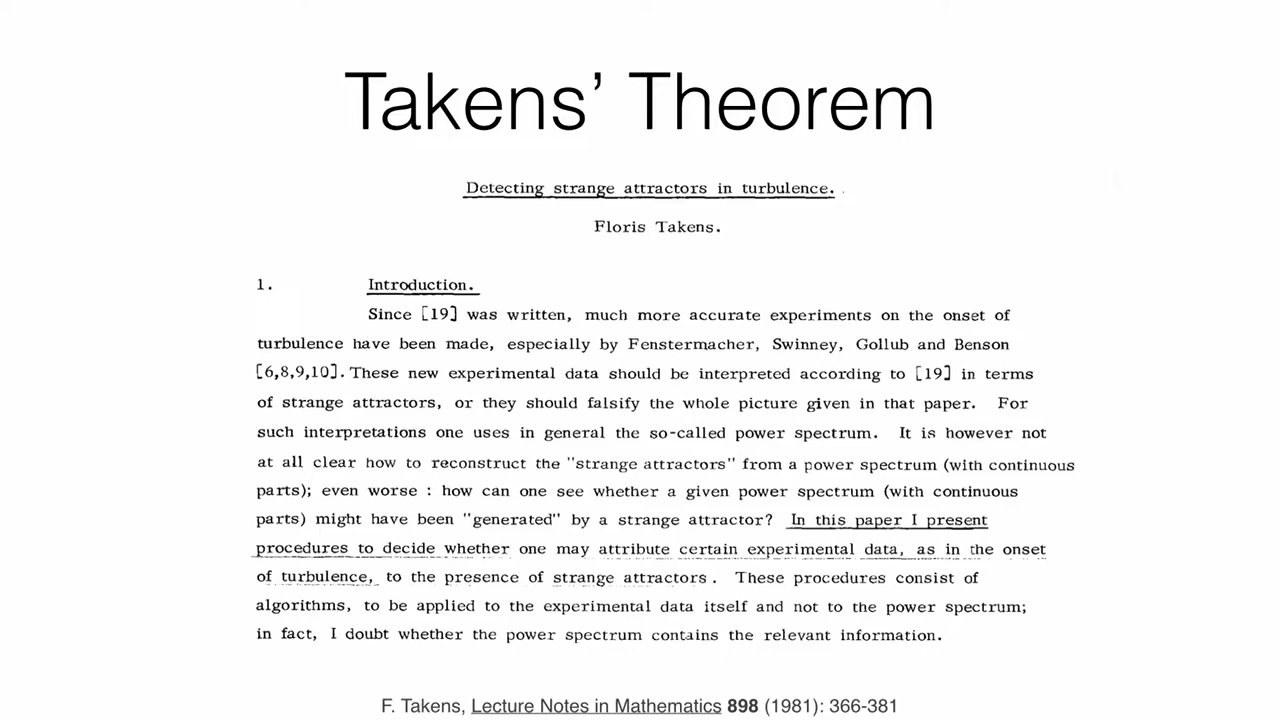 Takens’ Theorem
Detecting strange attractors in turbulence.
Floris Takens.
1. Introduction.
Since [19] was written, much more accurate experiments on the onset of
turbulence have been made, especially by Fenstermacher, Swinney, Gollub and Benson
[6,8,9,10]. These new experimental data should be interpreted according to [19] in terms
of strange attractors, or they should falsify the whole picture given in that paper. For
such interpretations one uses in general the so-called power spectrum. It is however not
at all clear how to reconstruct the "strange attractors" from a power spectrum (with continuous
parts); even worse : how can one see whether a given power spectrum (with continuous
parts) might have been "generated" by a strange attractor? In this paper I present
procedures to decide whether one may attribute certain experimental data, as in the onset
of turbulence, to the presence of strange attractors. These procedures consist of
algorithms, to be applied to the experimental data itself and not to the power spectrum;
in fact, I doubt whether the power spectrum contains the relevant information.
F. Takens, Lecture Notes in Mathematics 898 (1981): 366-381